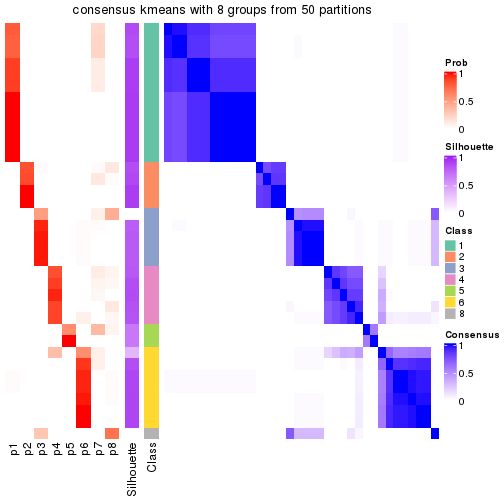 consensus kmeans with 8 groups from 50 partitions
Prob
1
0.5
0
Silhouette
1
0.5
0
Class
1
2
3
4
5
6
8
Consensus
1
0.5
0
p1
p2
p3
p4
p5
p6
p7
p8
Silhouette
Class